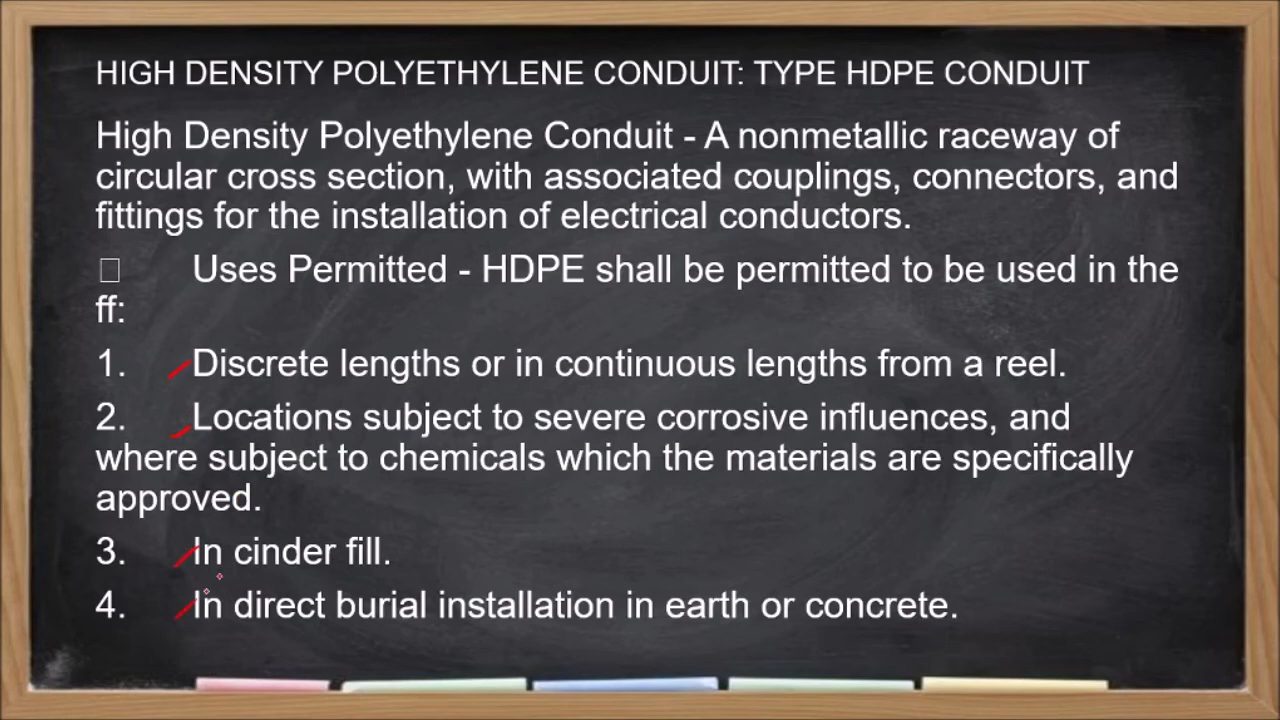 HIGH DENSITY POLYETHYLENE CONDUIT: TYPE HDPE CONDUIT
High Density Polyethylene Conduit - A nonmetallic raceway of
circular cross section, with associated couplings, connectors, and
fittings for the installation of electrical conductors.
Uses Permitted - HDPE shall be permitted to be used in the
ff:
1. Discrete lengths or in continuous lengths from a reel.
2. Locations subject to severe corrosive influences, and
where subject to chemicals which the materials are specifically
approved.
3. In cinder fill.
4. In direct burial installation in earth or concrete.